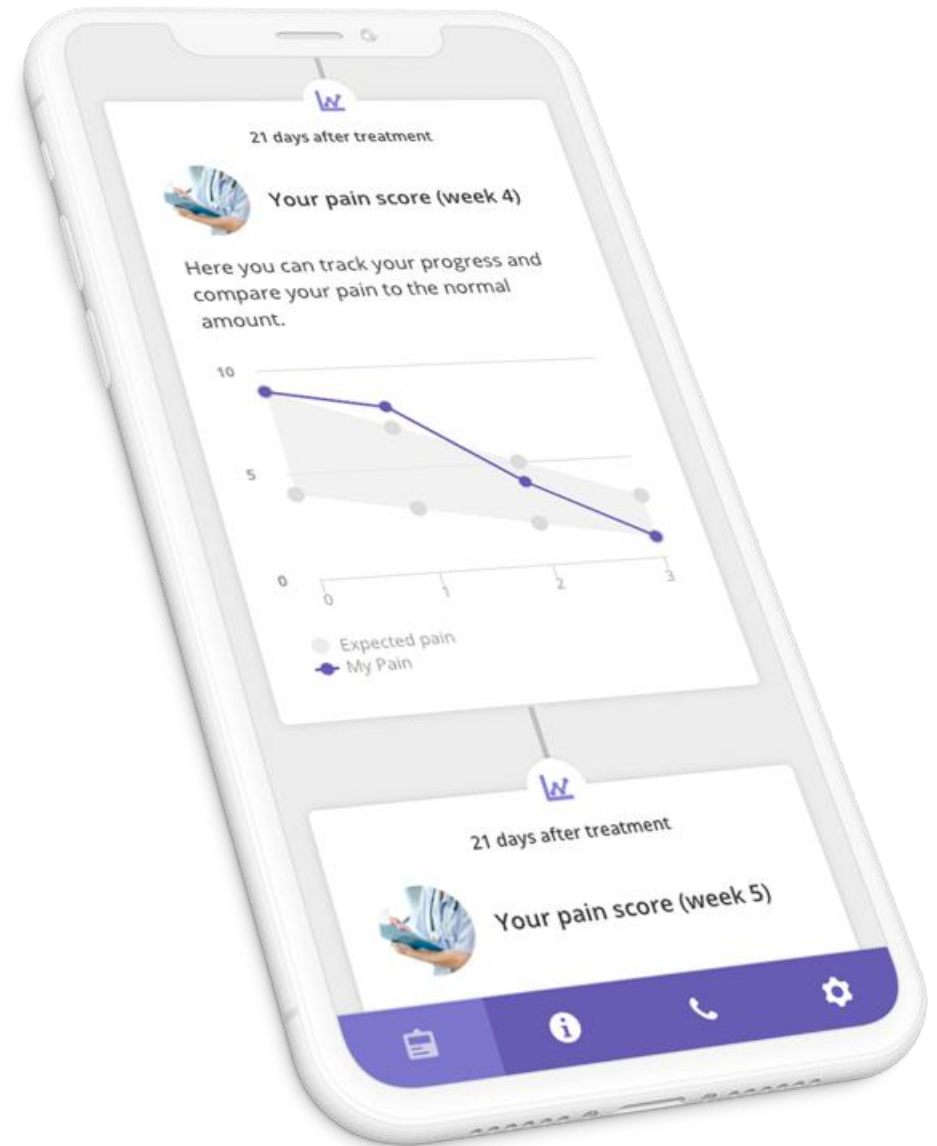 21 days after treatment
Your pain score (week 4)
Here you can track your progress and
compare your pain to the normal
amount.
10
5
0
0
1
2
3
Expected pain
My Pain
21 days after treatment
Your pain score (week 5)